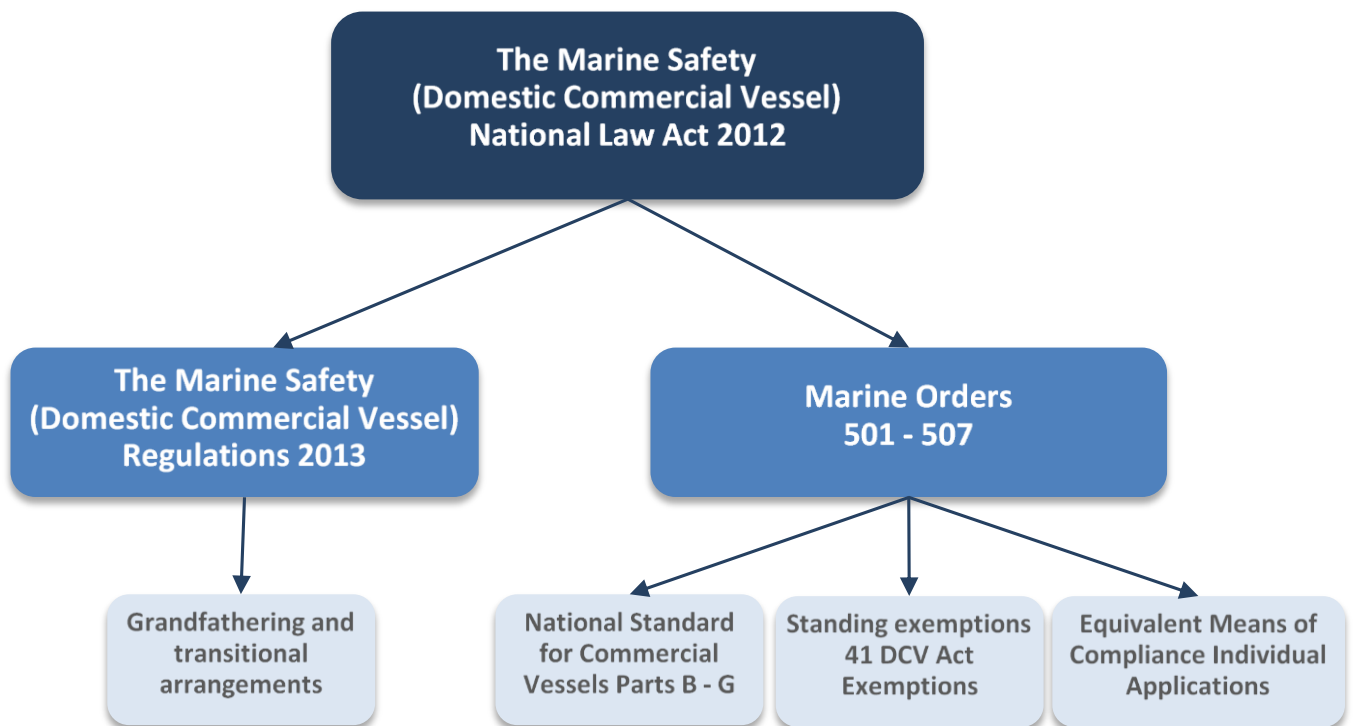 The Marine Safety
(Domestic Commercial Vessel)
National Law Act 2012
The Marine Safety
(Domestic Commercial Vessel)
Regulations 2013
Marine Orders
501 - 507
Grandfathering and
transitional
arrangements
National Standard
for Commercial
Vessels Parts B - G
Standing exemptions
41 DCV Act
Exemptions
Equivalent Means of
Compliance Individual
Applications